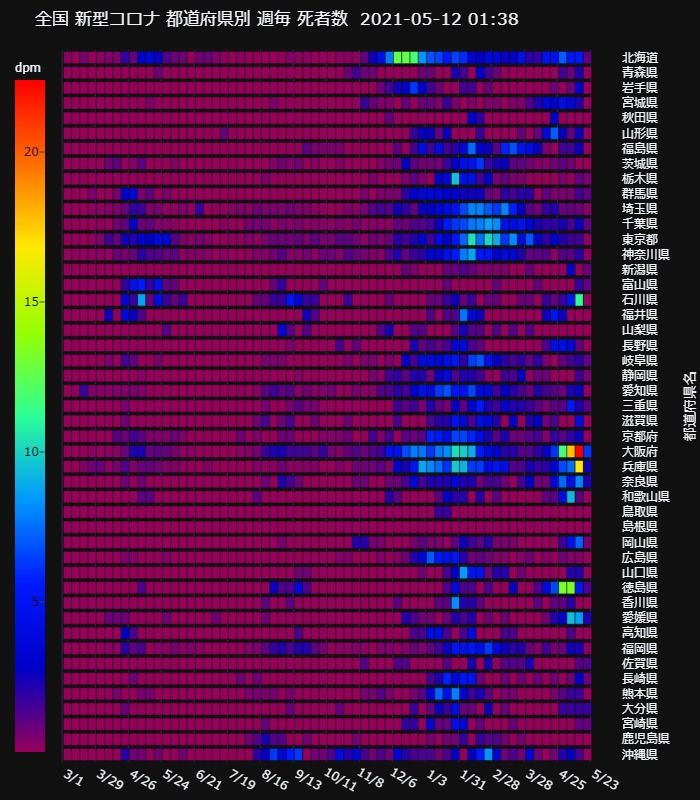 全国 新型コロナ 都道府県別 週毎 死者数 2021-05-12 01:38
dpm
20
15
10
5
北海道
青森県
岩手県
宮城県
秋田県
山形県
福島県
茨城県
栃木県
群馬県
埼玉県
千葉県
東京都
神奈川県
新潟県
富山県
石川県
福井県
山梨県
長野県
岐阜県
静岡県
愛知県
三重県
滋賀県
京都府
大阪府
兵庫県
奈良県
和歌山県
鳥取県
島根県
岡山県
広島県
山口県
徳島県
香川県
愛媛県
高知県
福岡県
佐賀県
長崎県
熊本県
大分県
宮崎県
鹿児島県
沖縄県
都道府県名
3/1 3/29 4/26 5/24 6/21 7/19 8/16 9/13 10/11 11/8 12/6 1/3 1/31 2/28 3/28 4/25 5/23